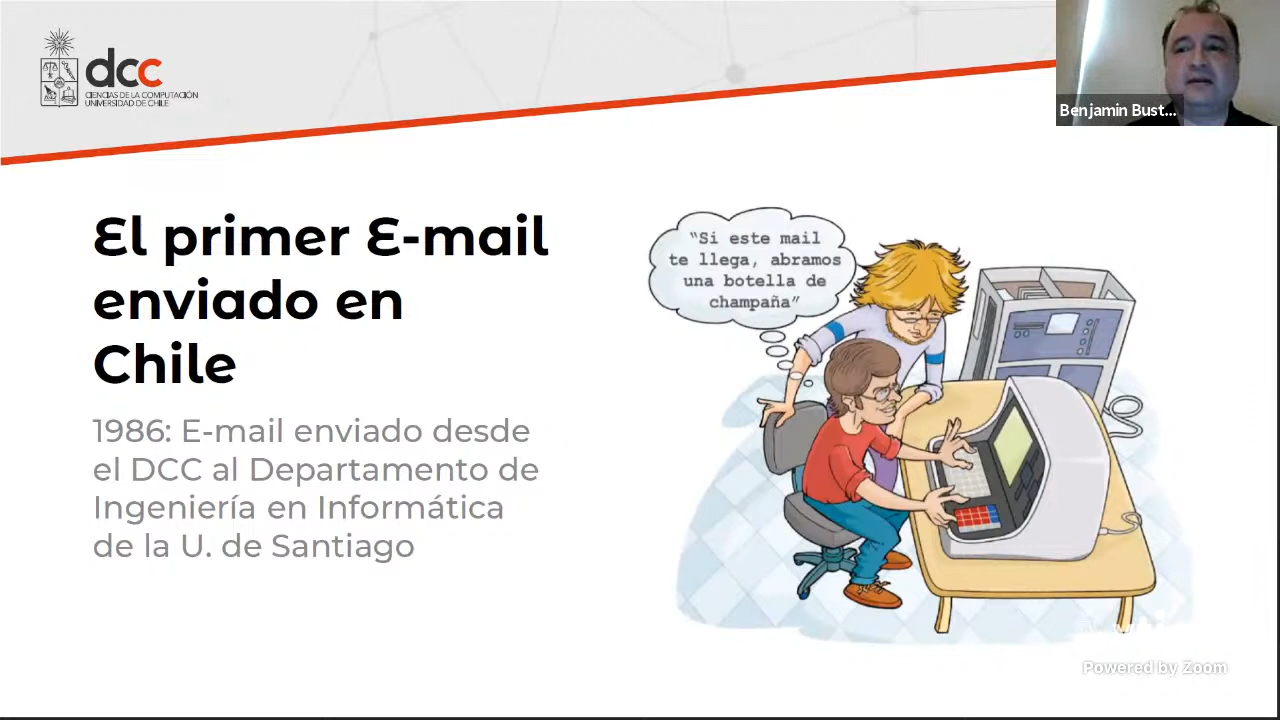 dcc
CIENCIAS DE LA COMPUTACIÓN
UNIVERSIDAD DE CHILE
Benjamin Bust...
El primer E-mail
enviado en
Chile
1986: E-mail enviado desde
el DCC al Departamento de
Ingeniería en Informática
de la U. de Santiago
“Si este mail
te llega, abramos
una botella de
champaña”
Powered by Zoom